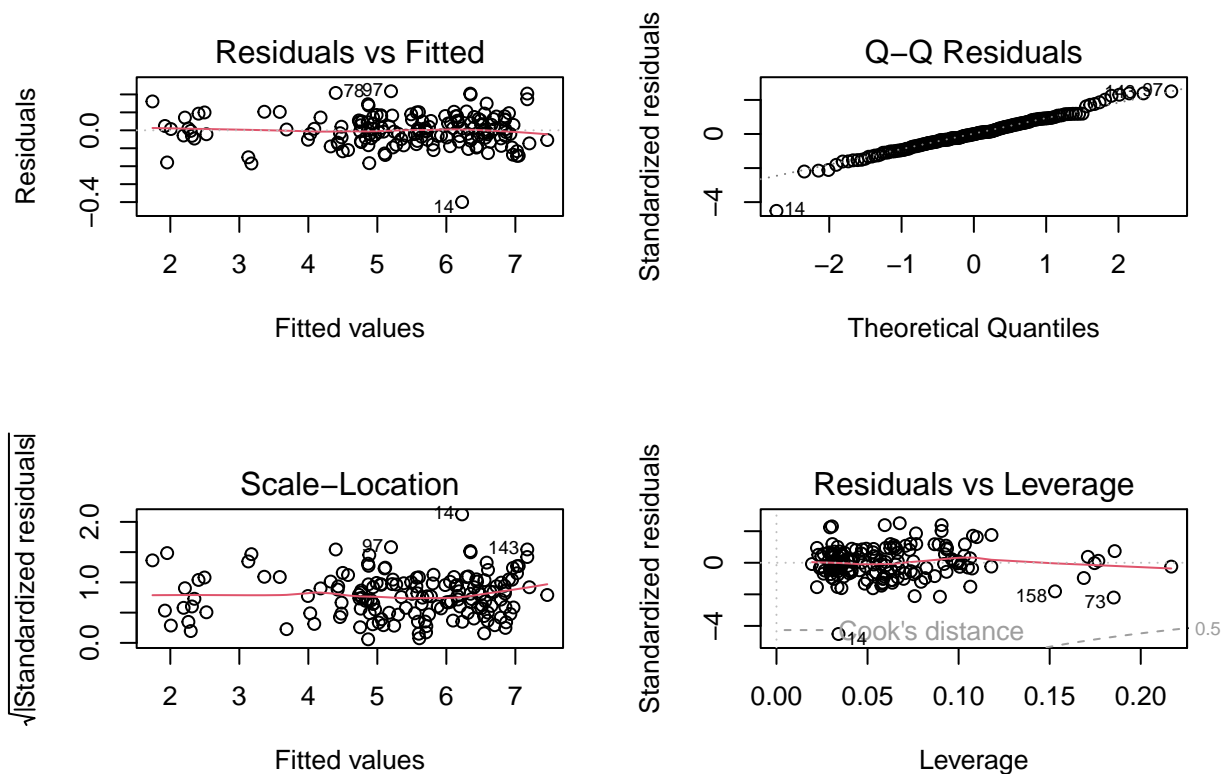 Residuals vs Fitted
Residuals
0.0
−0.4
78
97
14
2 3 4 5 6 7
Fitted values
Q−Q Residuals
Standardized residuals
0
−4
143
97
14
−2 −1 0 1 2
Theoretical Quantiles
Scale−Location
√|Standardized residuals|
2.0
1.0
0.0
14
97
143
2 3 4 5 6 7
Fitted values
Residuals vs Leverage
Standardized residuals
0
−4
158
73
14
Cook's distance
0.5
0.00 0.05 0.10 0.15 0.20
Leverage